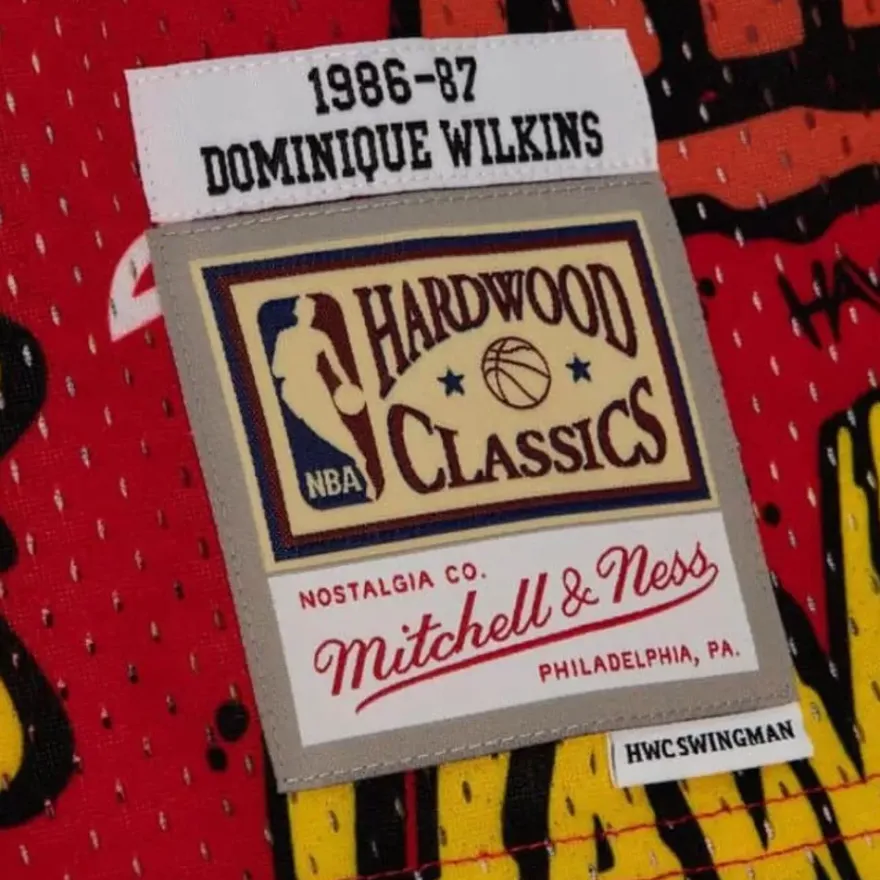 1986-87
DOMINIQUE WILKINS
HARDWOOD
CLASSICS
NBA
NOSTALGIA CO.
Mitchell & Ness
PHILADELPHIA, PA.
HWC SWINGMAN